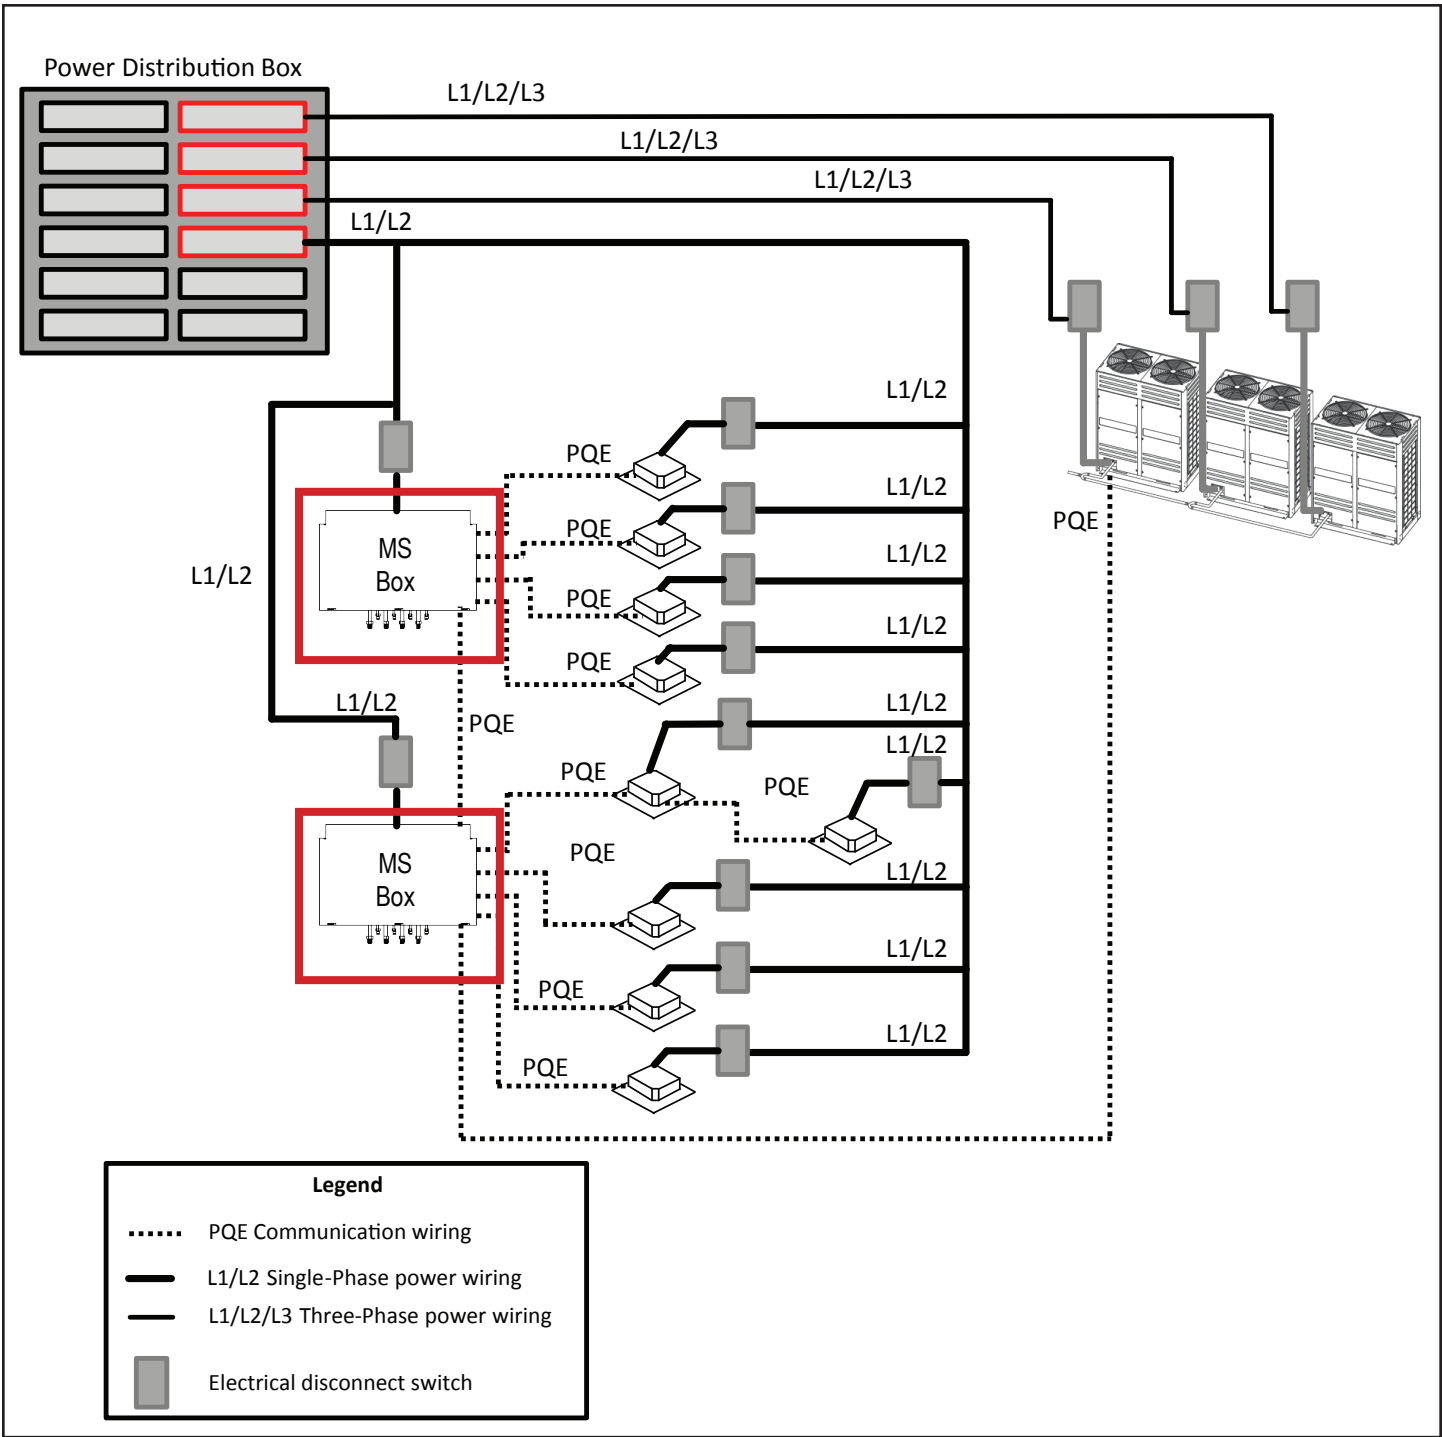 Power Distribution Box
L1/L2/L3
L1/L2/L3
L1/L2/L3
L1/L2
L1/L2
PQE
L1/L2
PQE
PQE
MS
Box
L1/L2
L1/L2
PQE
L1/L2
PQE
L1/L2
L1/L2
PQE
L1/L2
PQE
PQE
PQE
L1/L2
MS
Box
L1/L2
PQE
L1/L2
PQE
L1/L2
Legend
PQE Communication wiring
L1/L2 Single-Phase power wiring
L1/L2/L3 Three-Phase power wiring
Electrical disconnect switch